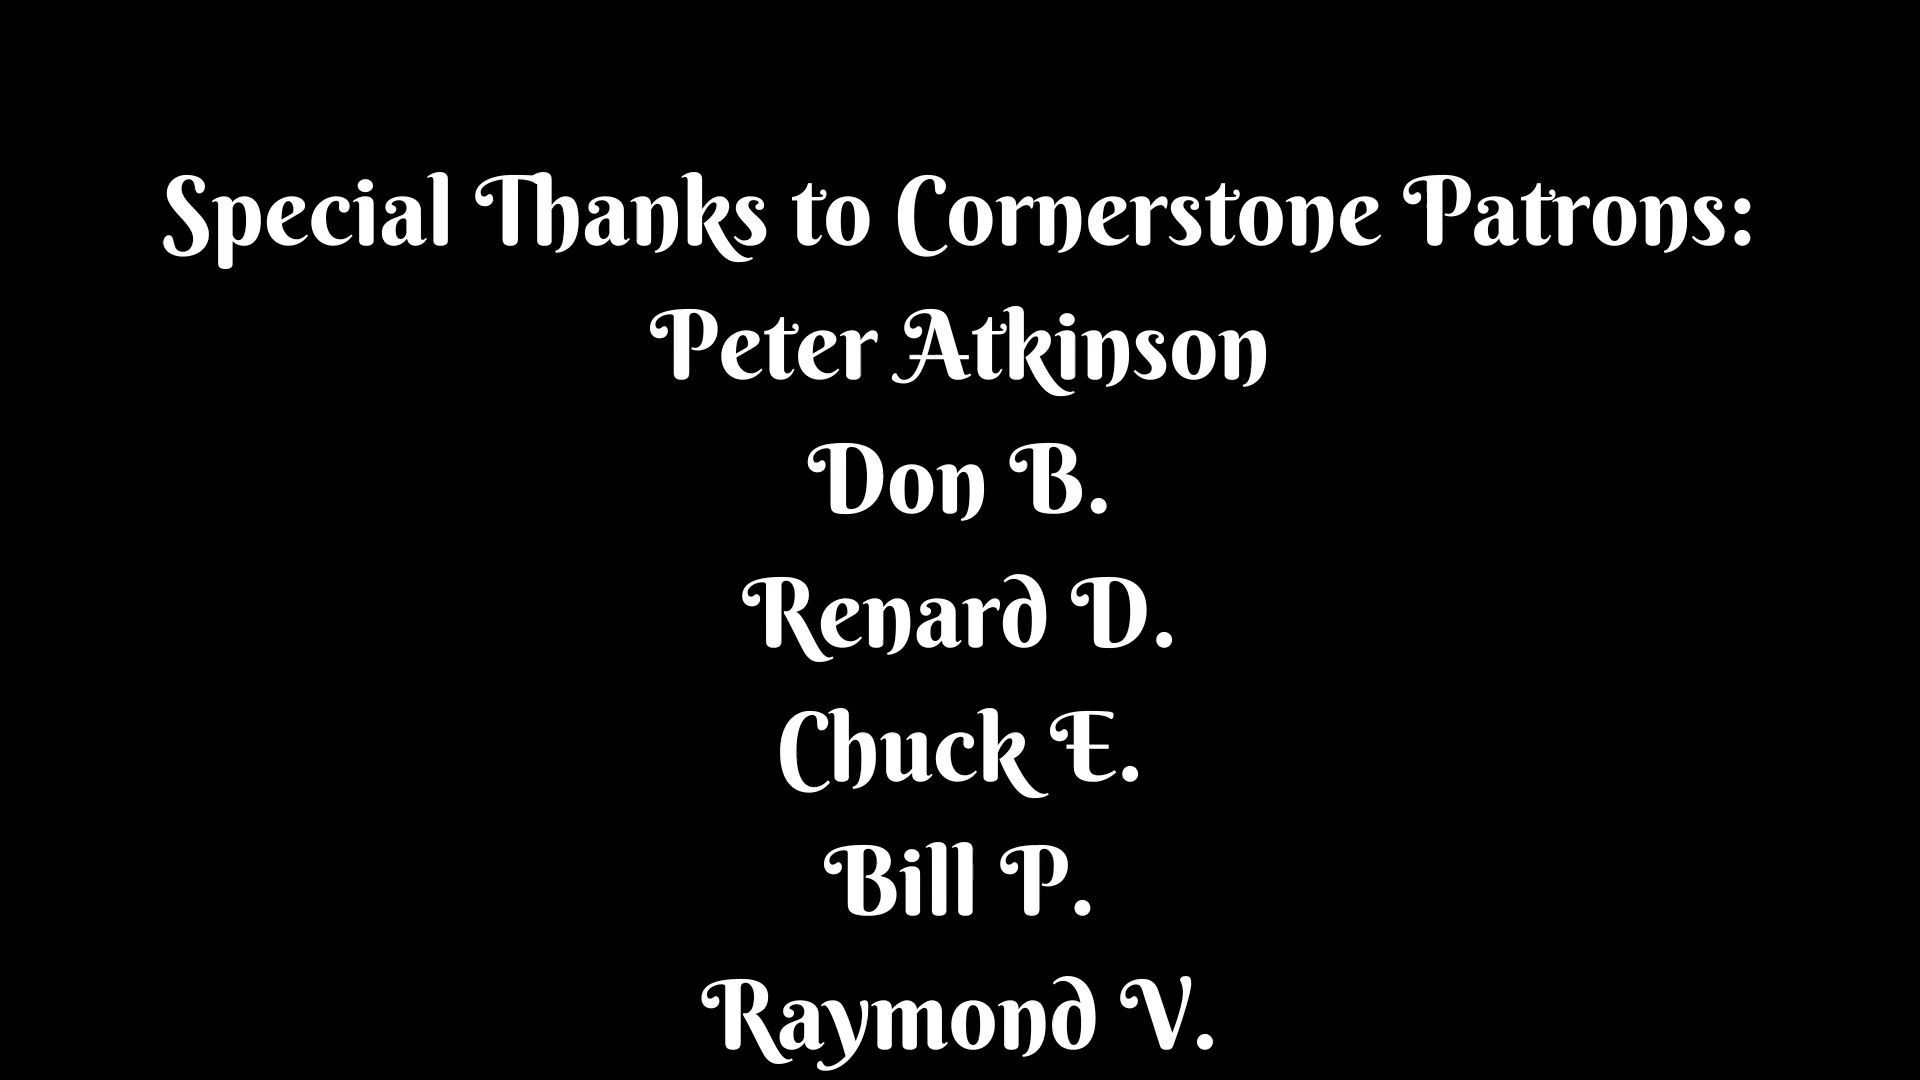 Special Thanks to Cornerstone Patrons:
Peter Atkinson
Don B.
Renard D.
Chuck E.
Bill P.
Raymond V.